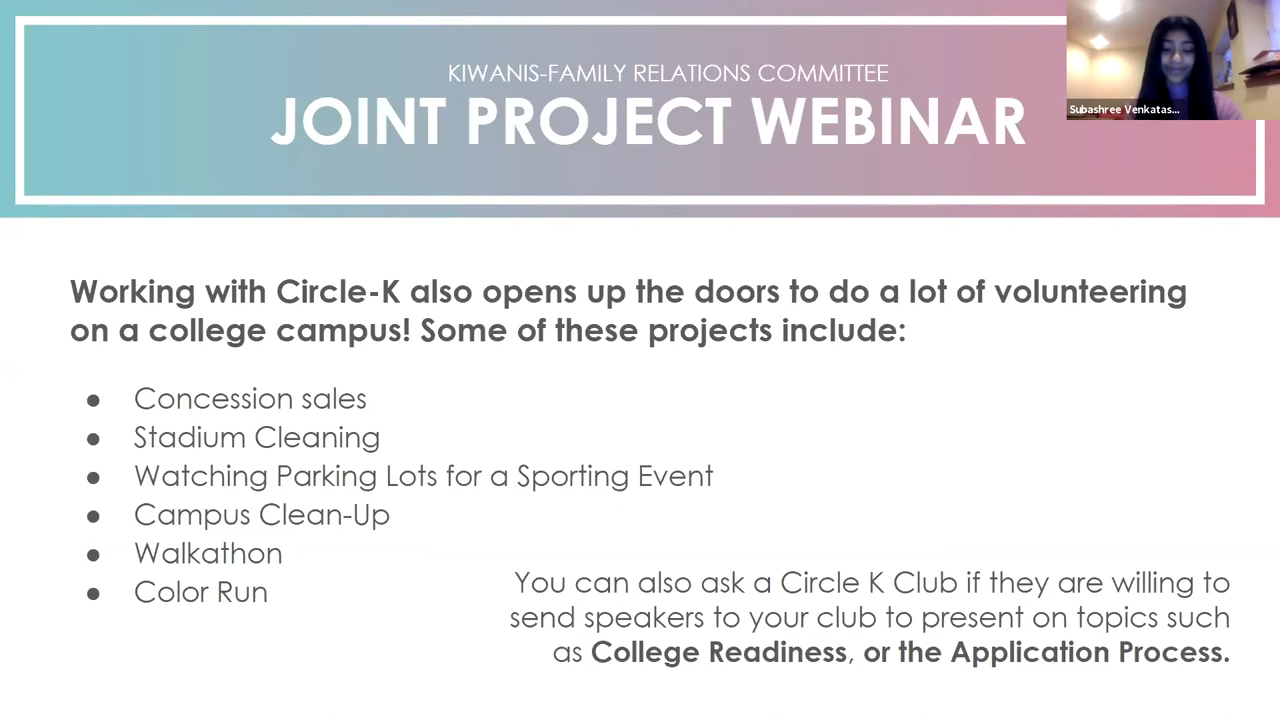 KIWANIS-FAMILY RELATIONS COMMITTEE
JOINT PROJECT WEBINAR
Subashree Venkatas...
Working with Circle-K also opens up the doors to do a lot of volunteering
on a college campus! Some of these projects include:
● Concession sales
● Stadium Cleaning
● Watching Parking Lots for a Sporting Event
● Campus Clean-Up
● Walkathon
● Color Run
You can also ask a Circle K Club if they are willing to
send speakers to your club to present on topics such
as College Readiness, or the Application Process.